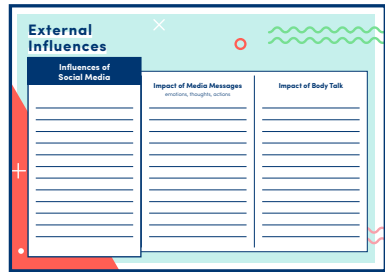 External
Influences
Influences of
Social Media
Impact of Media Messages
emotions, thoughts, actions
Impact of Body Talk